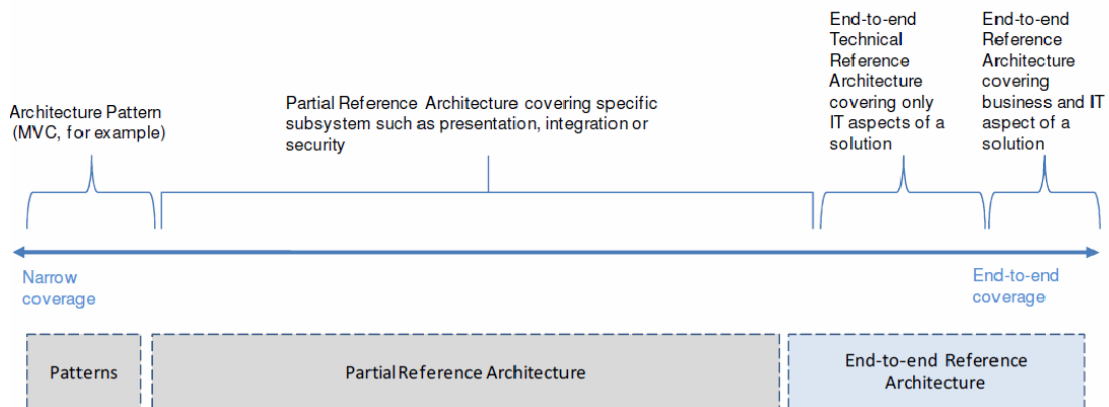 Architecture Pattern
(MVC, for example)
Partial Reference Architecture covering specific
subsystem such as presentation, integration or
security
End-to-end
Technical
Reference
Architecture
covering only
IT aspects of a
solution
End-to-end
Reference
Architecture
covering
business and IT
aspect of a
solution
Narrow
coverage
End-to-end
coverage
Patterns
Partial Reference Architecture
End-to-end Reference
Architecture